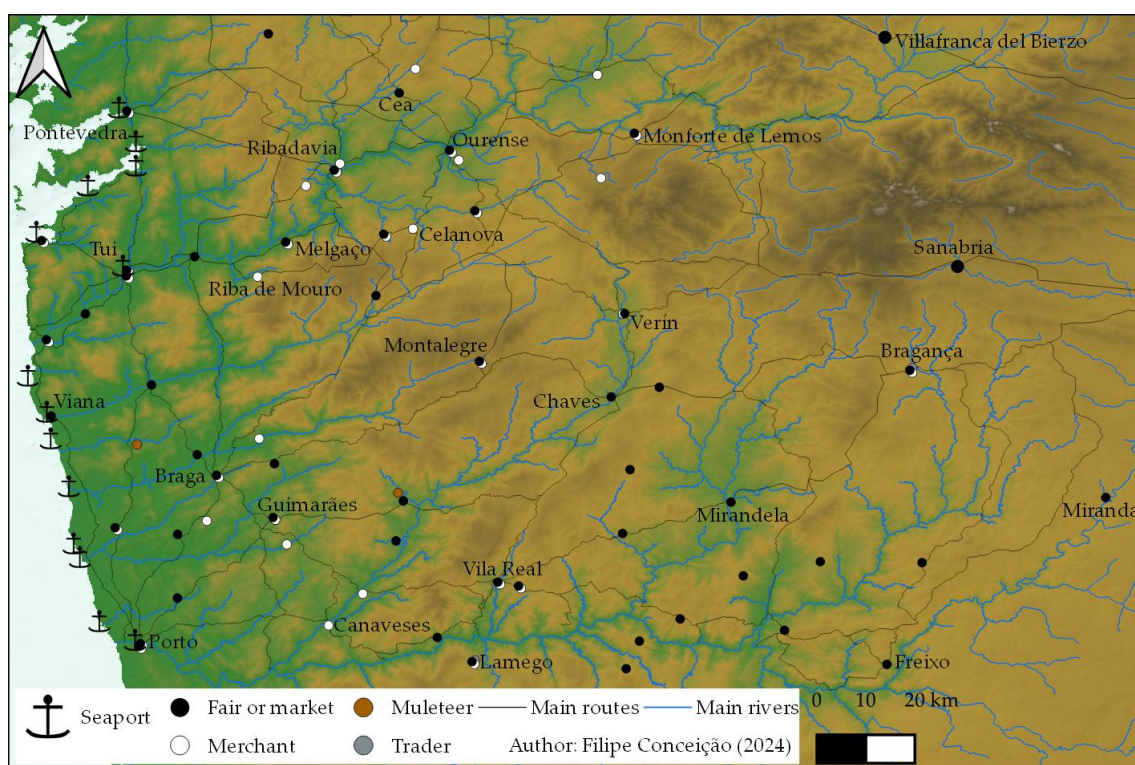 Villafranca del Bierzo
Cea
Pontevedra
Ribadavia
Ourense
Monforte de Lemos
Tui
Melgaço
Celanova
Sanabria
Riba de Mouro
Verín
Montalegre
Bragança
Chaves
Viana
Braga
Guimarães
Mirandela
Miranda
Vila Real
Canaveses
Porto
Lamego
Freixo
0 10 20 km
Seaport
Fair or market
Muleteer
Main routes
Main rivers
Merchant
Trader
Author: Filipe Conceição (2024)